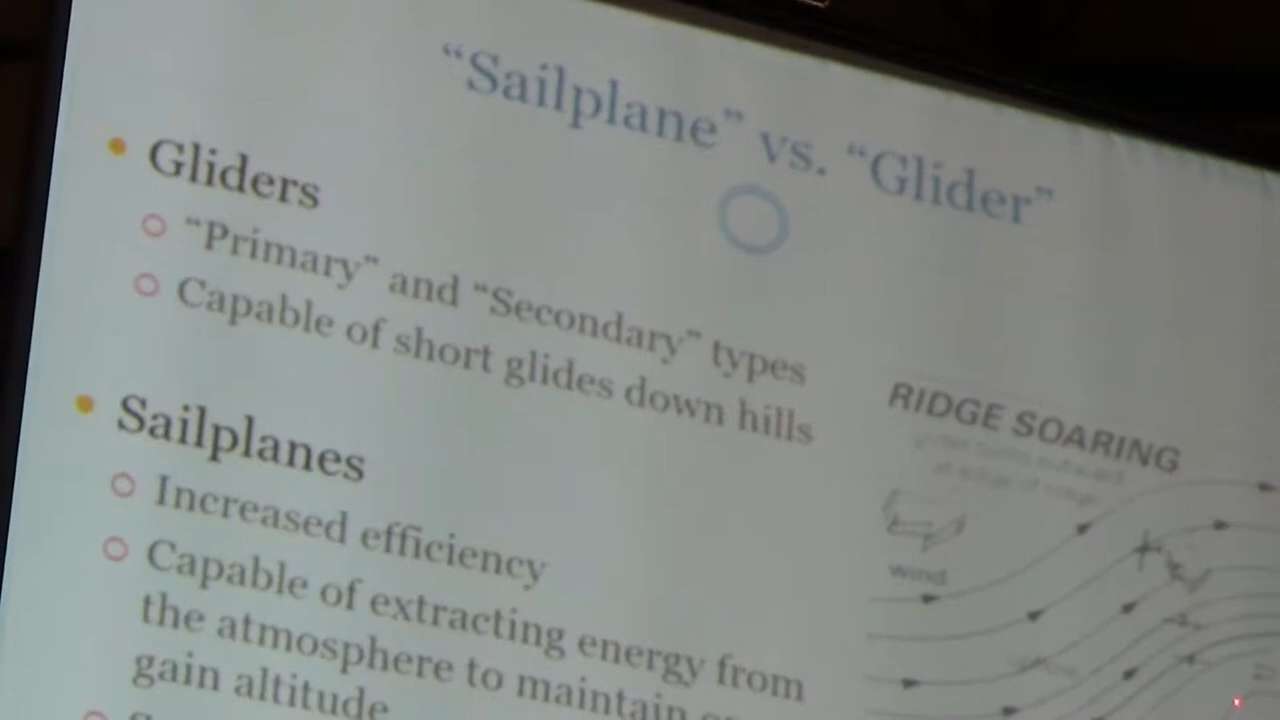 “Sailplane” vs. “Glider”
Gliders
“Primary” and “Secondary” types
Capable of short glides down hills
Sailplanes
Increased efficiency
Capable of extracting energy from
the atmosphere to maintain
gain altitude
RIDGE SOARING
wind